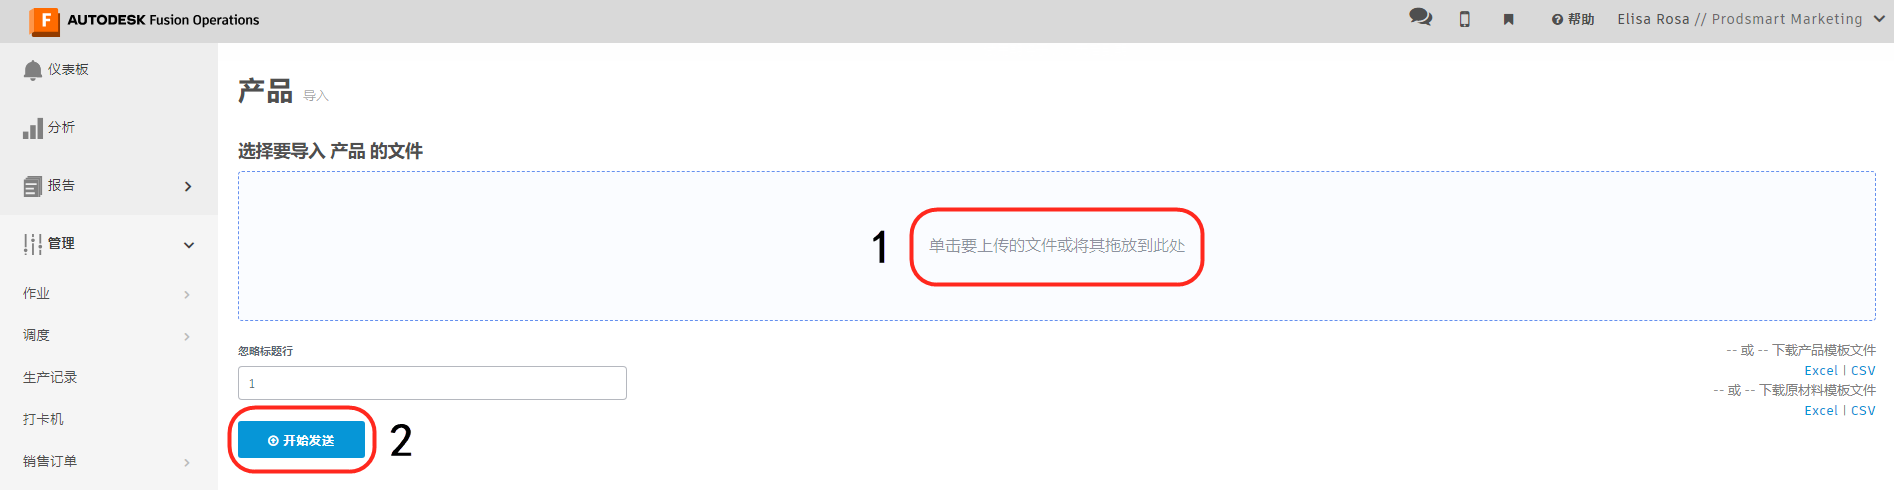 AUTODESK Fusion Operations
帮助
Elisa Rosa // Prodsmart Marketing
仪表板
分析
报告
管理
作业
调度
生产记录
打卡机
销售订单
产品 导入
选择要导入 产品 的文件
1
单击要上传的文件或将其拖放到此处
忽略标题行
1
开始发送
2
-- 或 -- 下载产品模板文件
Excel | CSV
-- 或 -- 下载原材料模板文件
Excel | CSV